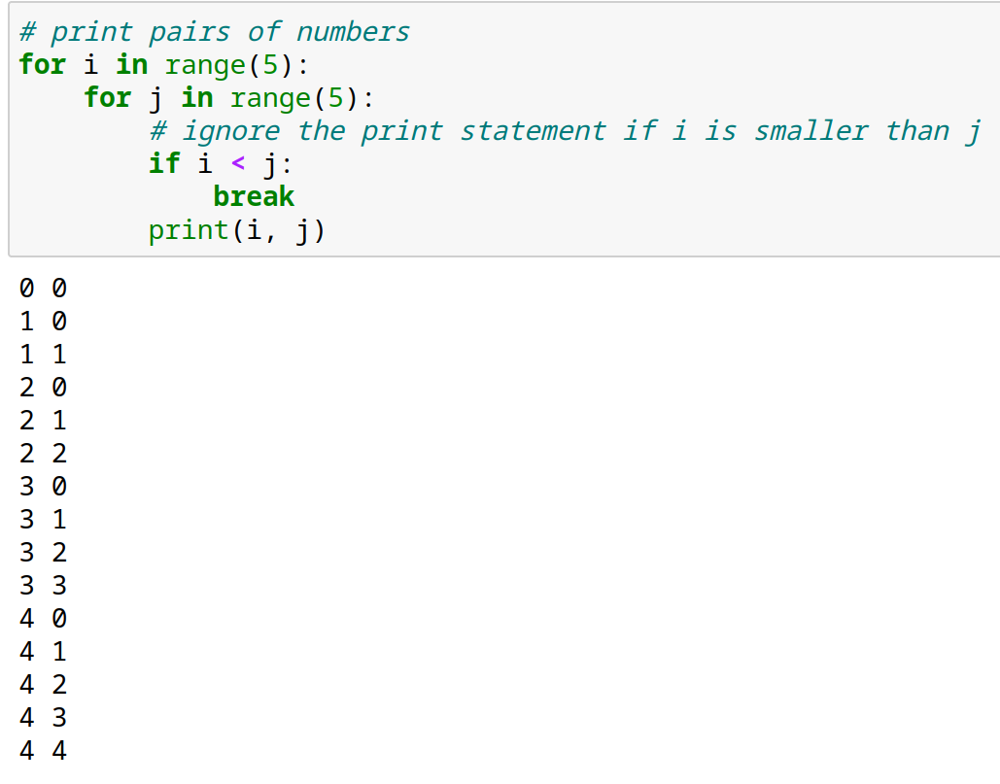 # print pairs of numbers
for i in range(5):
    for j in range(5):
        # ignore the print statement if i is smaller than j
        if i < j:
            break
        print(i, j)
0 0
1 0
1 1
2 0
2 1
2 2
3 0
3 1
3 2
3 3
4 0
4 1
4 2
4 3
4 4